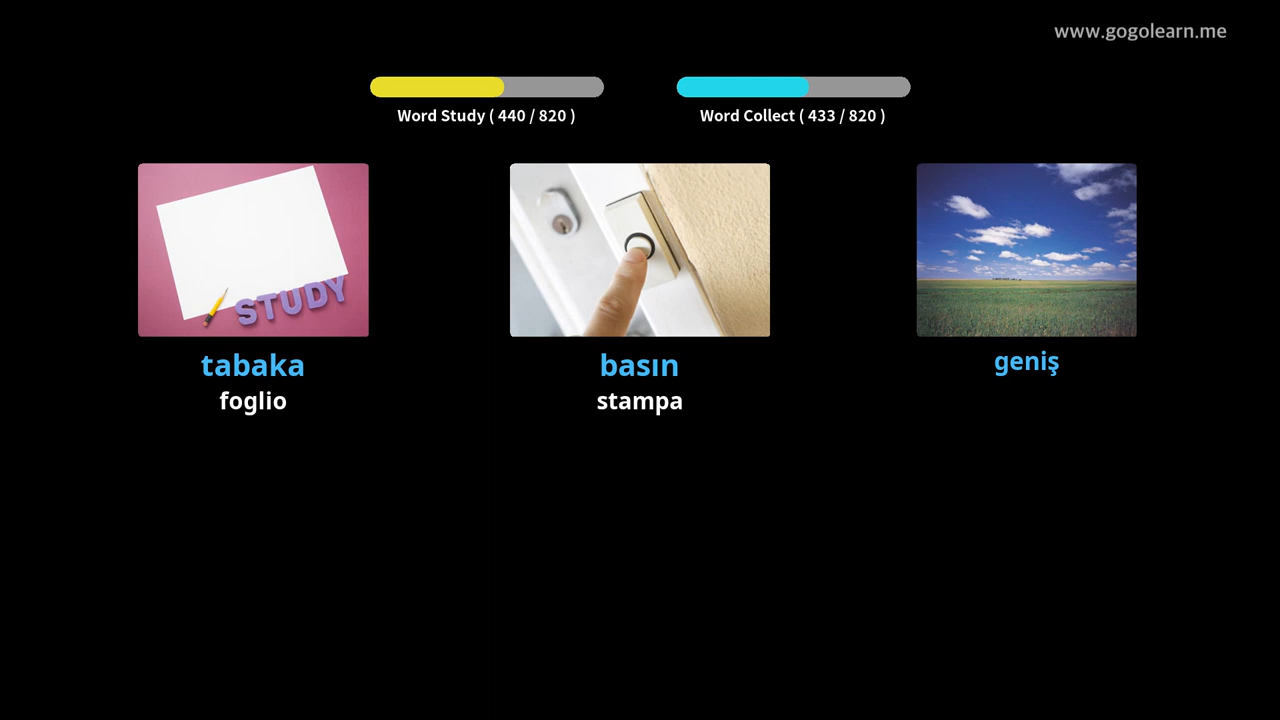 www.gogolearn.me
Word Study ( 440 / 820 )
Word Collect ( 433 / 820 )
STUDY
tabaka
foglio
basın
stampa
geniş